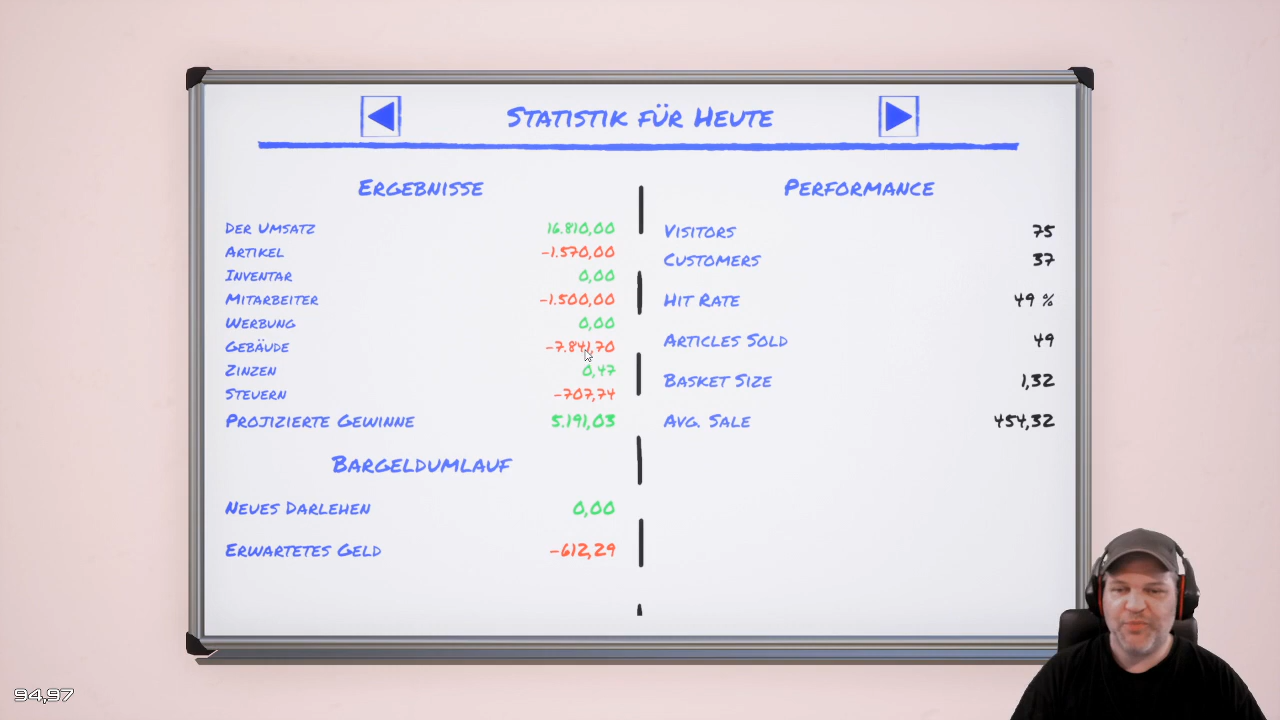 Statistik für Heute
Ergebnisse
Der Umsatz 16.810,00
Artikel -1.570,00
Inventar 0,00
Mitarbeiter -1.500,00
Werbung 0,00
Gebäude -7.841,70
Zinzen 0,47
Steuern -707,74
Projizierte Gewinne 5.191,03
Bargeldumlauf
Neues Darlehen 0,00
Erwartetes Geld -612,29
Performance
Visitors 75
Customers 37
Hit Rate 49 %
Articles Sold 49
Basket Size 1,32
Avg. Sale 454,32
94,97